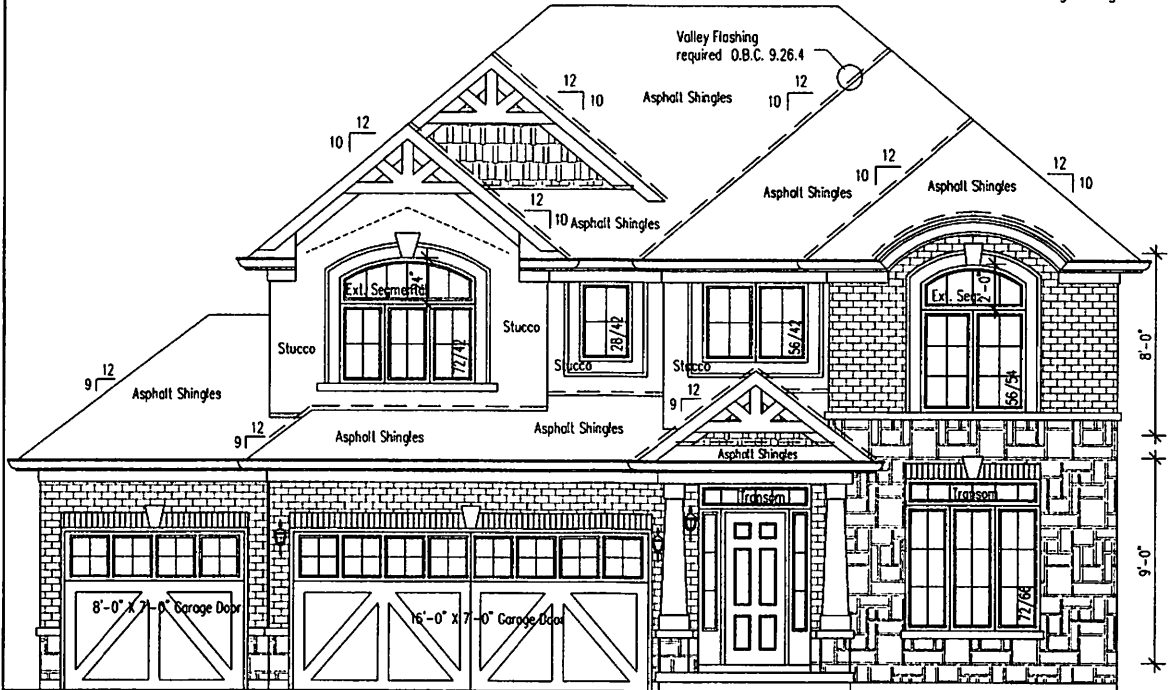 Valley Flashing
required O.B.C. 9.26.4
12
10
Asphalt Shingles
12
10
12
10
12
10
Asphalt Shingles
12
10
Asphalt Shingles
12
10
Asphalt Shingles
Ext. Segmental
Stucco
Stucco
72/42
28/42
Stucco
56/42
Stucco
Ext. Seg.
2'-0"
56/54
8'-0"
12
9
Asphalt Shingles
12
9
12
9
Asphalt Shingles
Asphalt Shingles
Asphalt Shingles
Transom
Transom
72/66
9'-0"
8'-0" X 7'-0" Garage Door
16'-0" X 7'-0" Garage Door